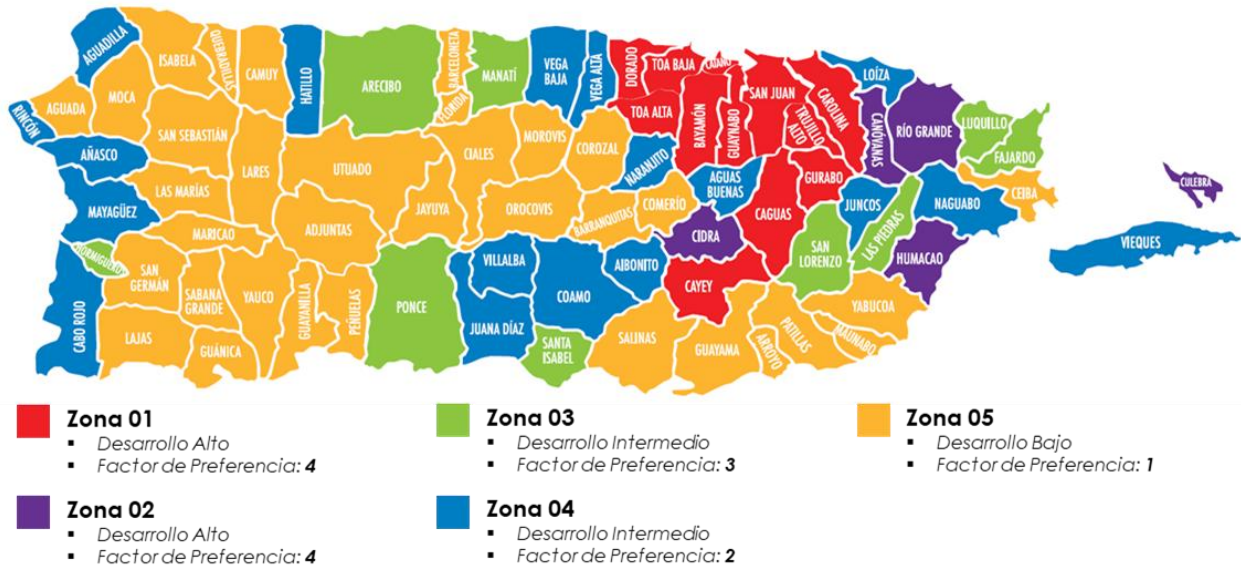 AGUADILLA
ISABELA
QUEBRADILLAS
CAMUY
HATILLO
ARECIBO
BARCELONETA
FLORIDA
MANATÍ
VEGA
BAJA
VEGA ALTA
DORADO
TOA BAJA
CATAÑO
TOA ALTA
BAYAMÓN
GUAYNABO
SAN JUAN
TRUJILLO
ALTO
CAROLINA
LOÍZA
CANÓVANAS
RÍO GRANDE
LUQUILLO
FAJARDO
CEIBA
CULEBRA
VIEQUES
RINCÓN
AGUADA
MOCA
SAN SEBASTIÁN
AÑASCO
LARES
UTUADO
CIALES
MOROVIS
COROZAL
NARANJITO
AGUAS
BUENAS
GURABO
CAGUAS
JUNCOS
LAS PIEDRAS
NAGUABO
HUMACAO
MAYAGÜEZ
LAS MARÍAS
MARICAO
ADJUNTAS
JAYUYA
OROCOVIS
BARRANQUITAS
COMERÍO
CIDRA
CAYEY
SAN
LORENZO
YABUCOA
HORMIGUERO
CABO ROJO
SAN
GERMÁN
SABANA
GRANDE
YAUCO
LAJAS
GUÁNICA
GUAYANILLA
PEÑUELAS
PONCE
VILLALBA
JUANA DÍAZ
COAMO
AIBONITO
SANTA
ISABEL
SALINAS
GUAYAMA
ARROYO
PATILLAS
MAUNABO
Zona 01
▪ Desarrollo Alto
▪ Factor de Preferencia: 4
Zona 02
▪ Desarrollo Alto
▪ Factor de Preferencia: 4
Zona 03
▪ Desarrollo Intermedio
▪ Factor de Preferencia: 3
Zona 04
▪ Desarrollo Intermedio
▪ Factor de Preferencia: 2
Zona 05
▪ Desarrollo Bajo
▪ Factor de Preferencia: 1